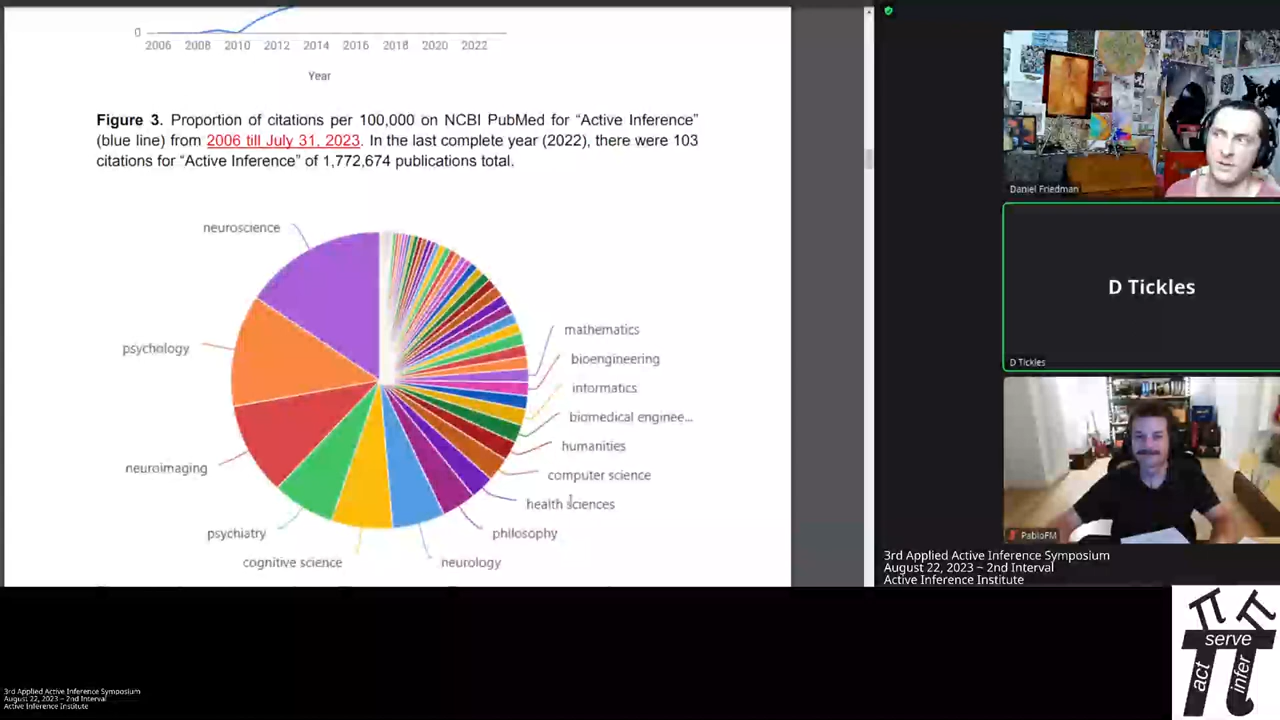 0
2006 2008 2010 2012 2014 2016 2018 2020 2022
Year
Figure 3. Proportion of citations per 100,000 on NCBI PubMed for “Active Inference”
(blue line) from 2006 till July 31, 2023. In the last complete year (2022), there were 103
citations for “Active Inference” of 1,772,674 publications total.
neuroscience
psychology
neuroimaging
psychiatry
cognitive science
neurology
philosophy
health sciences
computer science
humanities
biomedical enginee...
informatics
bioengineering
mathematics
Daniel Friedman
D Tickles
D Tickles
PabloFM
3rd Applied Active Inference Symposium
August 22, 2023 ~ 2nd Interval
Active Inference Institute
serve
act
infer
3rd Applied Active Inference Symposium
August 22, 2023 ~ 2nd Interval
Active Inference Institute